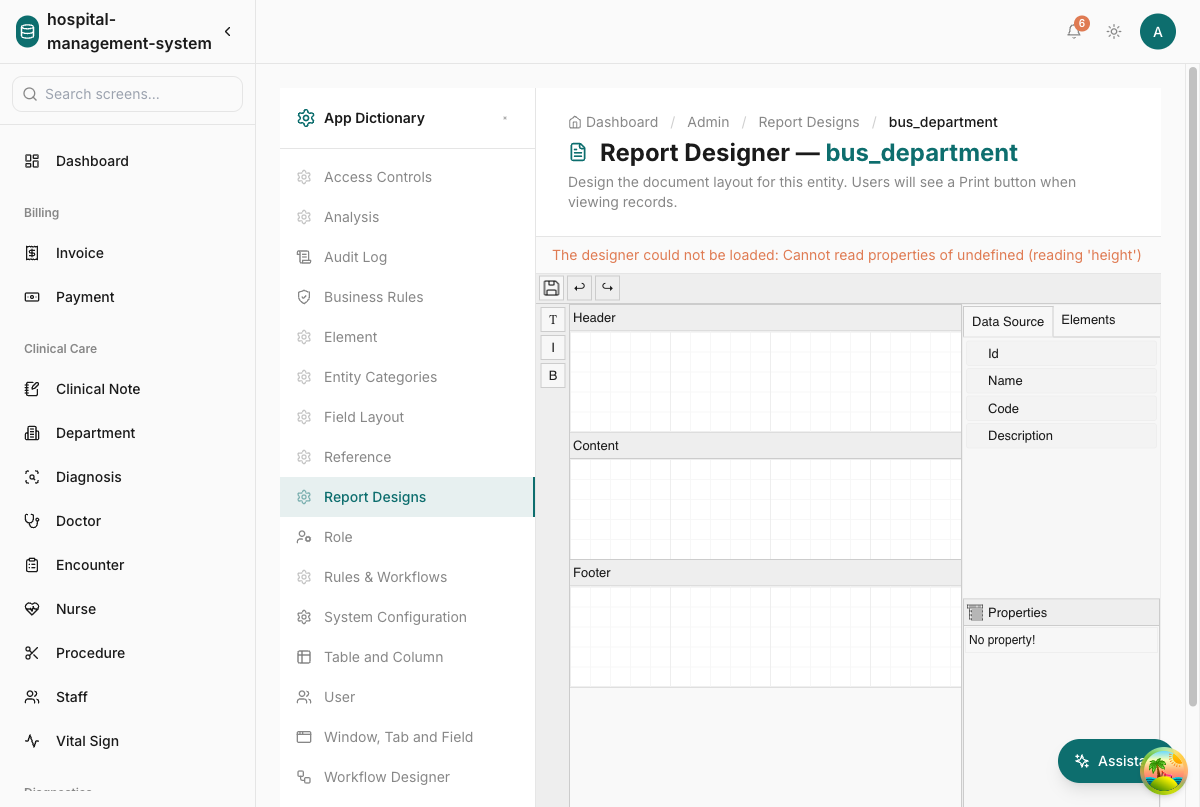 hospital-
management-system
6
A
Search screens...
Dashboard
Billing
Invoice
Payment
Clinical Care
Clinical Note
Department
Diagnosis
Doctor
Encounter
Nurse
Procedure
Staff
Vital Sign
App Dictionary
Access Controls
Analysis
Audit Log
Business Rules
Element
Entity Categories
Field Layout
Reference
Report Designs
Role
Rules & Workflows
System Configuration
Table and Column
User
Window, Tab and Field
Workflow Designer
Dashboard / Admin / Report Designs / bus_department
Report Designer — bus_department
Design the document layout for this entity. Users will see a Print button when
viewing records.
The designer could not be loaded: Cannot read properties of undefined (reading 'height')
T
I
B
Header
Content
Footer
Data Source
Elements
Id
Name
Code
Description
Properties
No property!